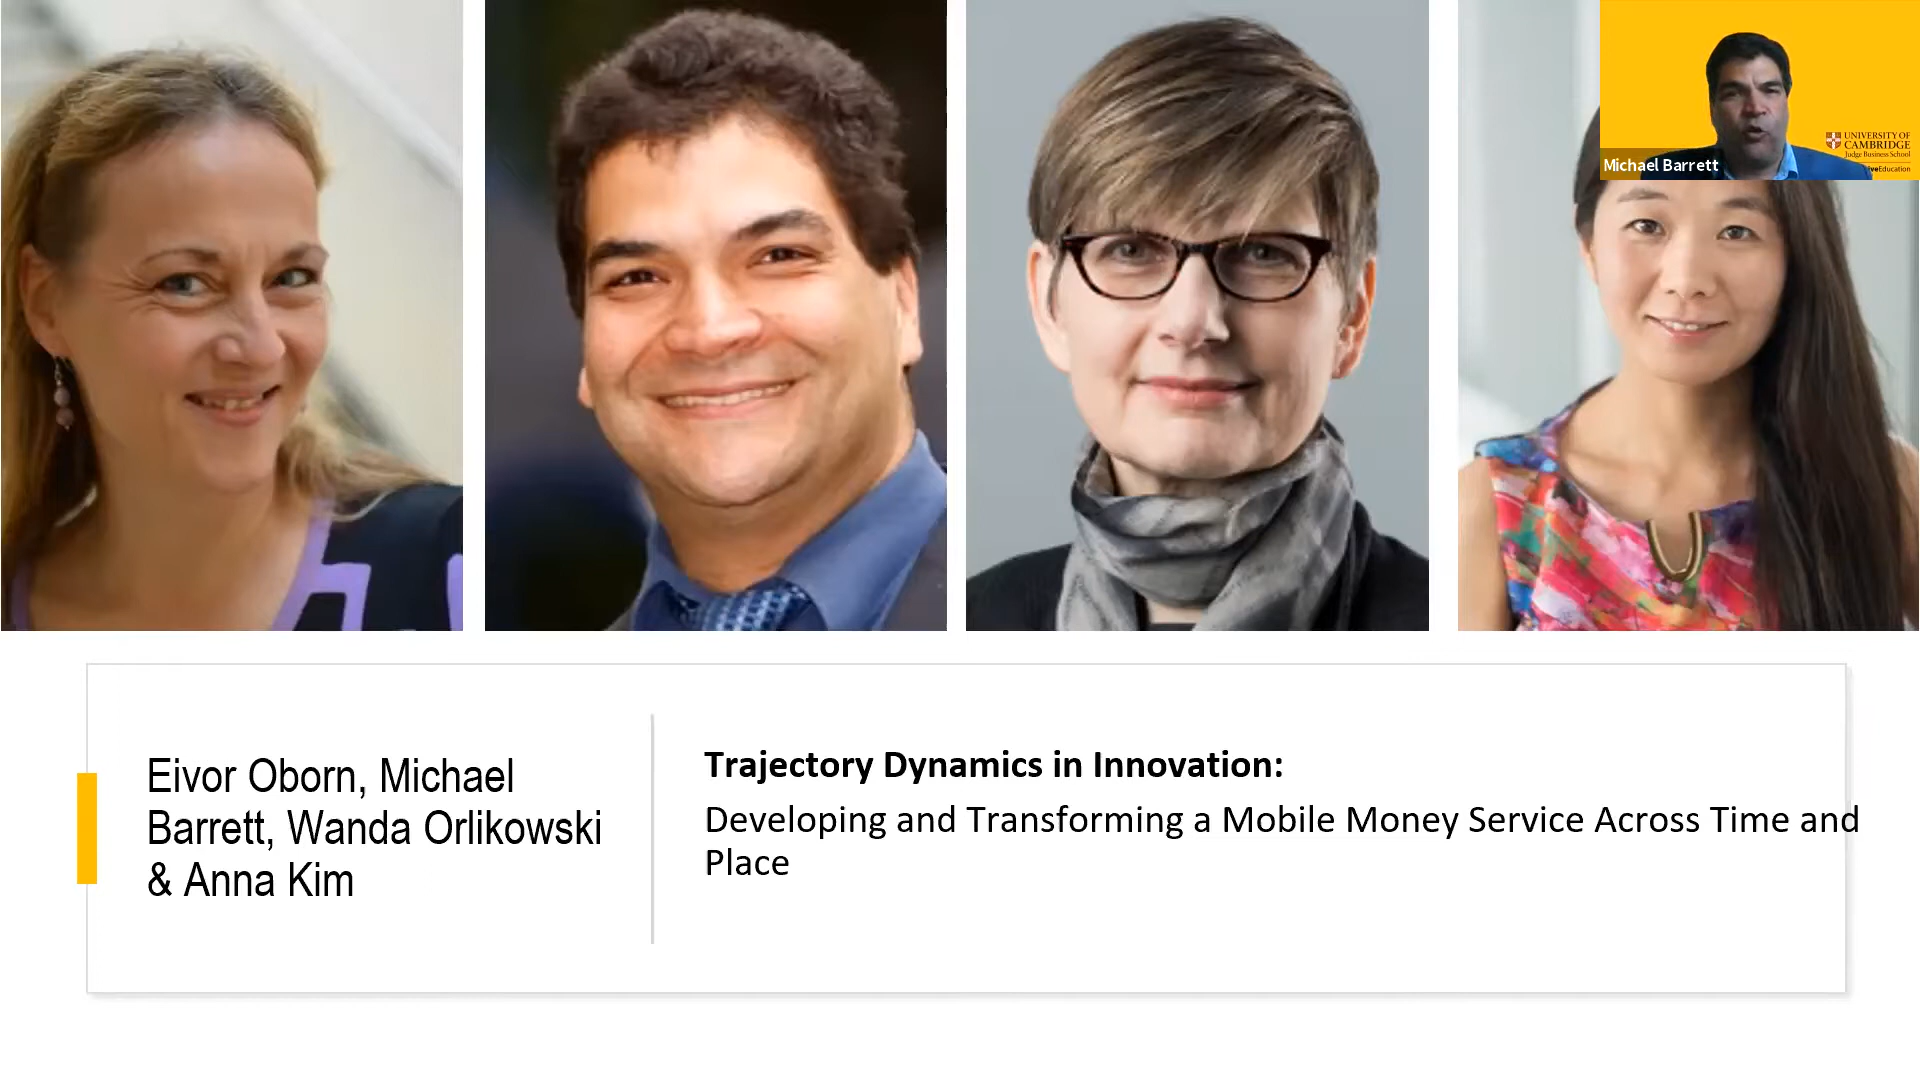 UNIVERSITY OF
CAMBRIDGE
Judge Business School
Education
Michael Barrett
Eivor Oborn, Michael
Barrett, Wanda Orlikowski
& Anna Kim
Trajectory Dynamics in Innovation:
Developing and Transforming a Mobile Money Service Across Time and
Place